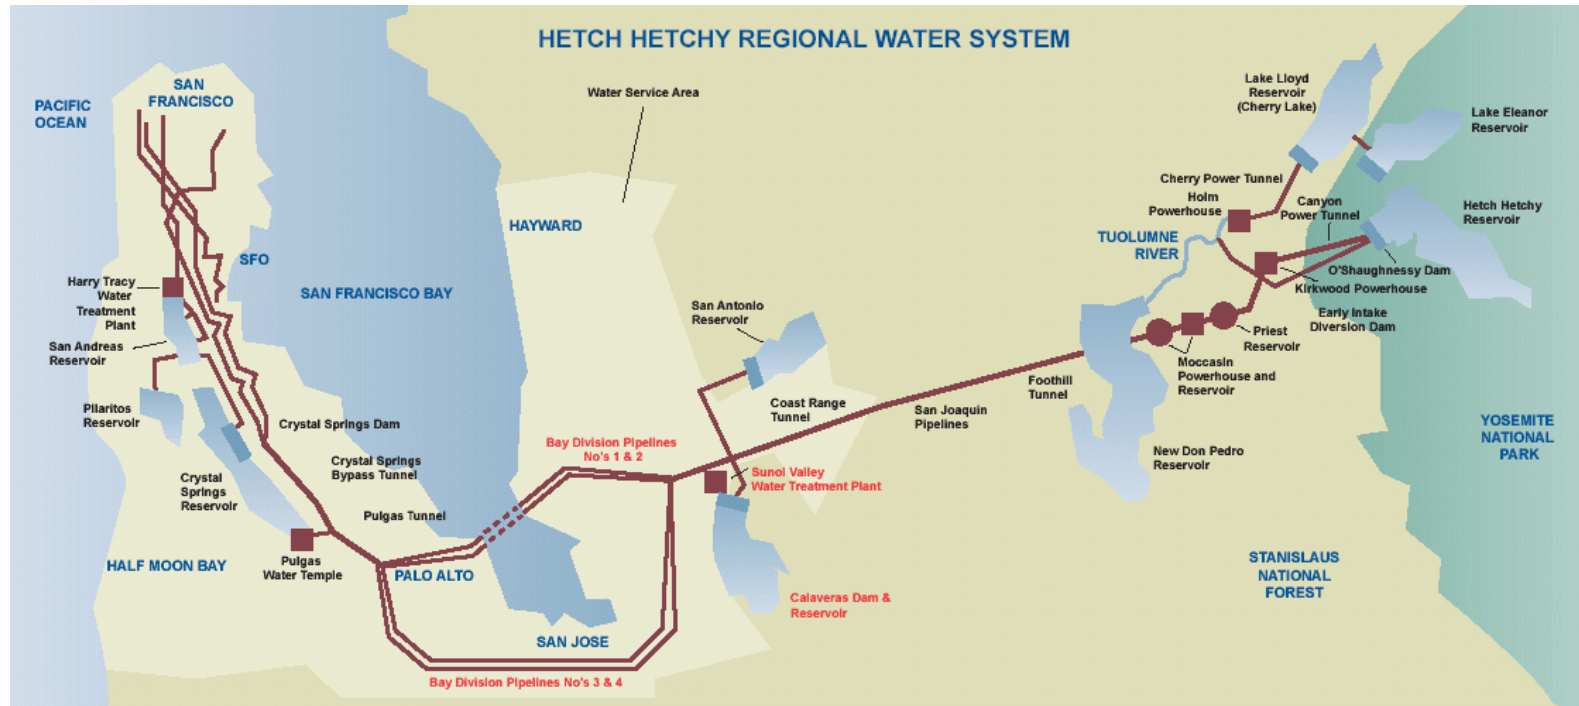 HETCH HETCHY REGIONAL WATER SYSTEM
SAN
FRANCISCO
PACIFIC
OCEAN
Water Service Area
Lake Lloyd
Reservoir
(Cherry Lake)
Lake Eleanor
Reservoir
Cherry Power Tunnel
Holm
Powerhouse
Canyon
Power Tunnel
Hetch Hetchy
Reservoir
HAYWARD
TUOLUMNE
RIVER
SFO
O'Shaughnessy Dam
Kirkwood Powerhouse
Harry Tracy
Water
Treatment
Plant
SAN FRANCISCO BAY
San Antonio
Reservoir
Early Intake
Diversion Dam
Priest
Reservoir
San Andreas
Reservoir
Moccasin
Powerhouse and
Reservoir
Foothill
Tunnel
Pilaritos
Reservoir
Coast Range
Tunnel
San Joaquin
Pipelines
Crystal Springs Dam
YOSEMITE
NATIONAL
PARK
Bay Division Pipelines
No's 1 & 2
New Don Pedro
Reservoir
Crystal Springs
Bypass Tunnel
Sunol Valley
Water Treatment Plant
Crystal
Springs
Reservoir
Pulgas Tunnel
HALF MOON BAY
Pulgas
Water Temple
PALO ALTO
STANISLAUS
NATIONAL
FOREST
Calaveras Dam &
Reservoir
SAN JOSE
Bay Division Pipelines No's 3 & 4